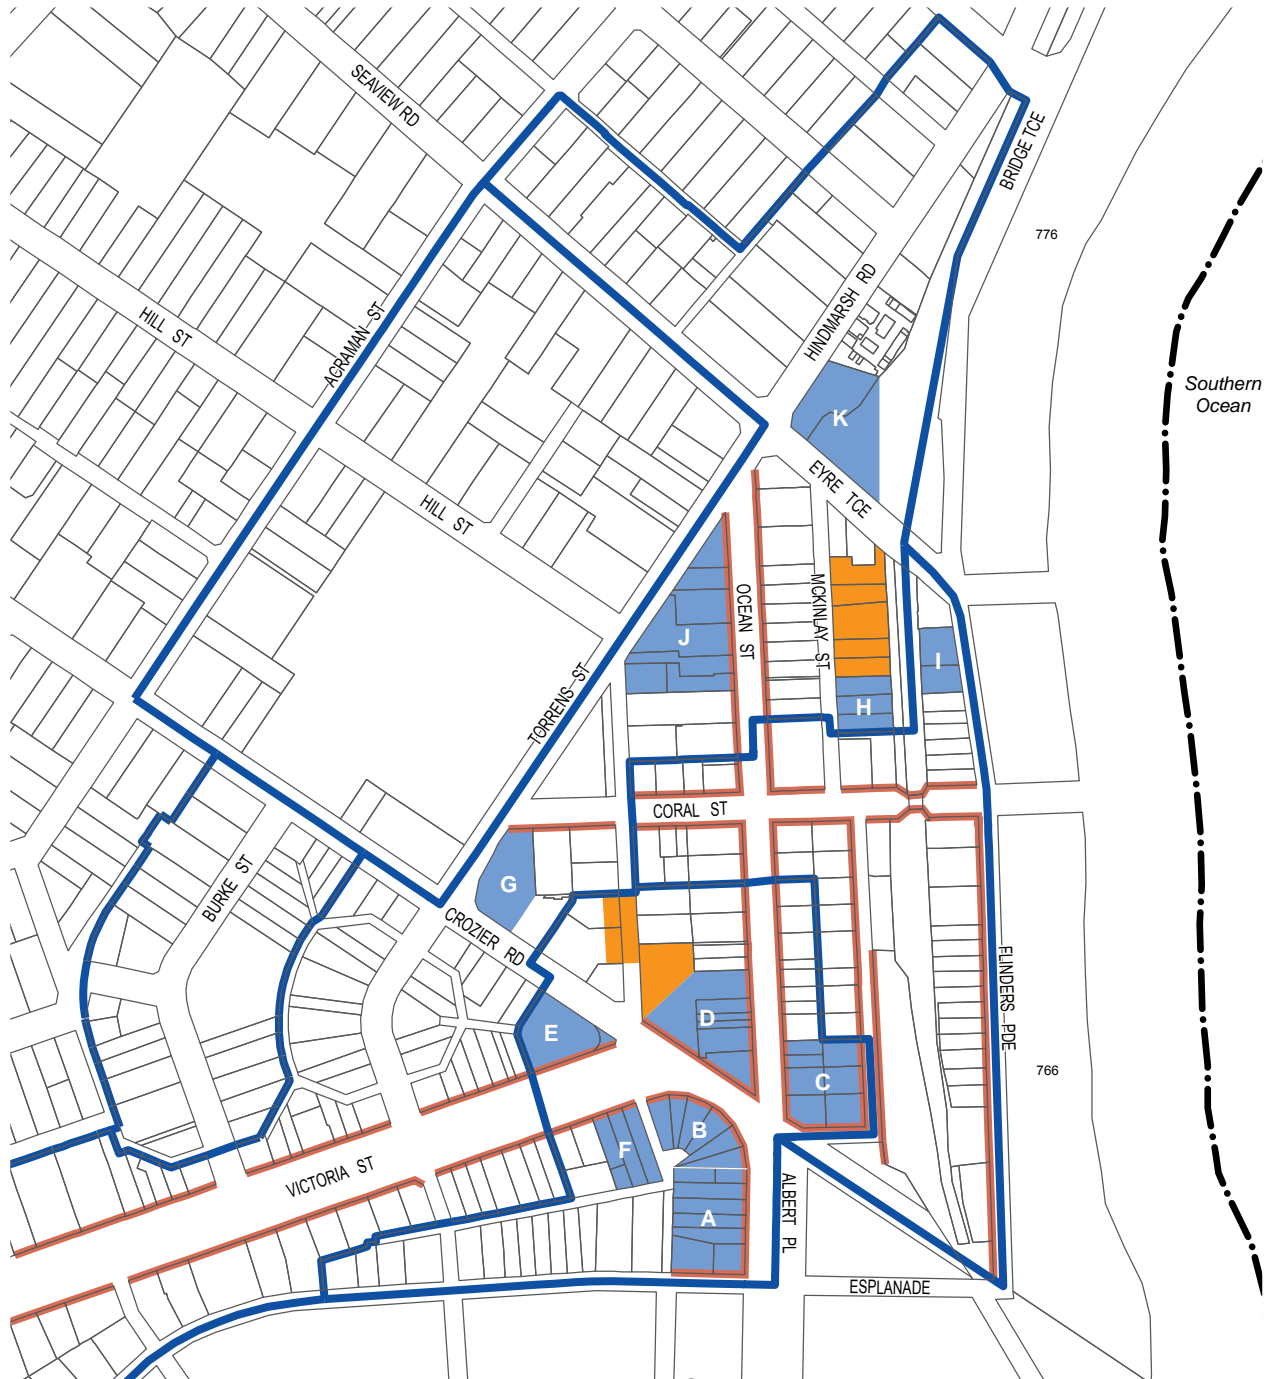 SEAVIEW RD
BRIDGE TCE
776
HILL ST
ACRAMAN ST
HINDMARSH RD
Southern
Ocean
K
EYRE TCE
HILL ST
MCKINLAY ST
OCEAN ST
J
I
TORRENS ST
H
CORAL ST
BURKE ST
G
CROZIER RD
FLINDERS PDE
D
E
766
C
B
F
VICTORIA ST
ALBERT PL
A
ESPLANADE